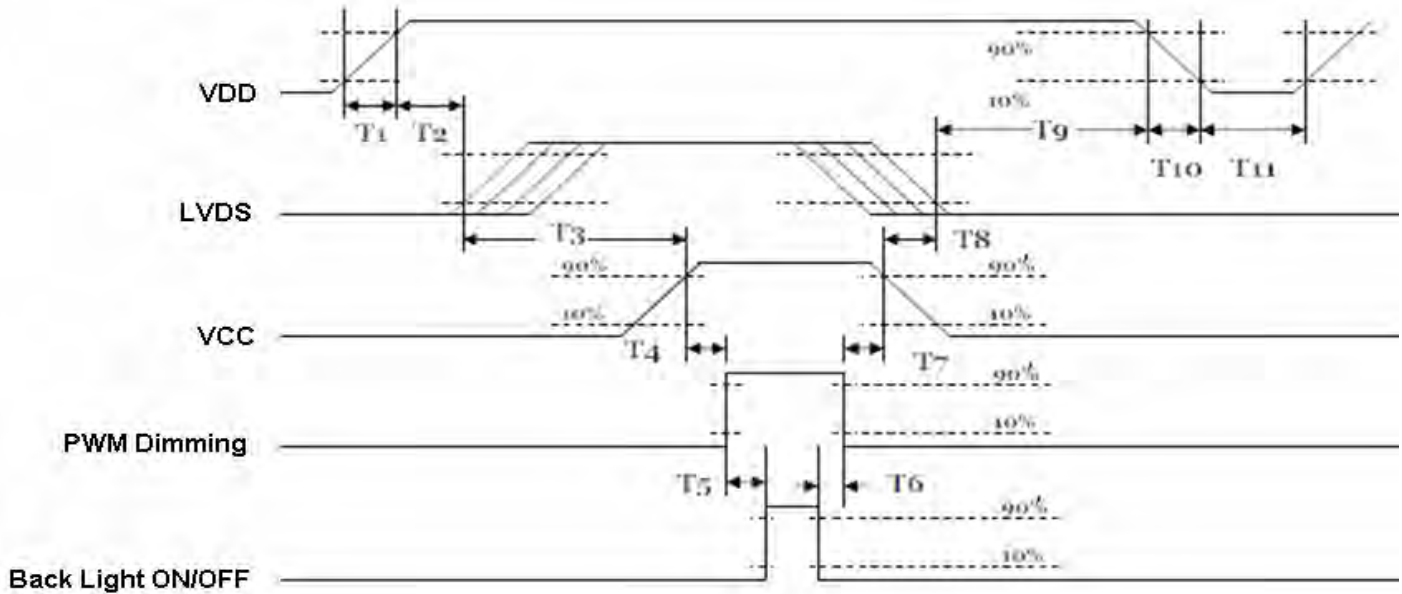 90%
VDD
10%
T1 T2 T9
T10 T11
LVDS
T3 T8
90% 90%
10% 10%
VCC
T4 T7
90%
10%
PWM Dimming
T5 T6
90%
10%
Back Light ON/OFF